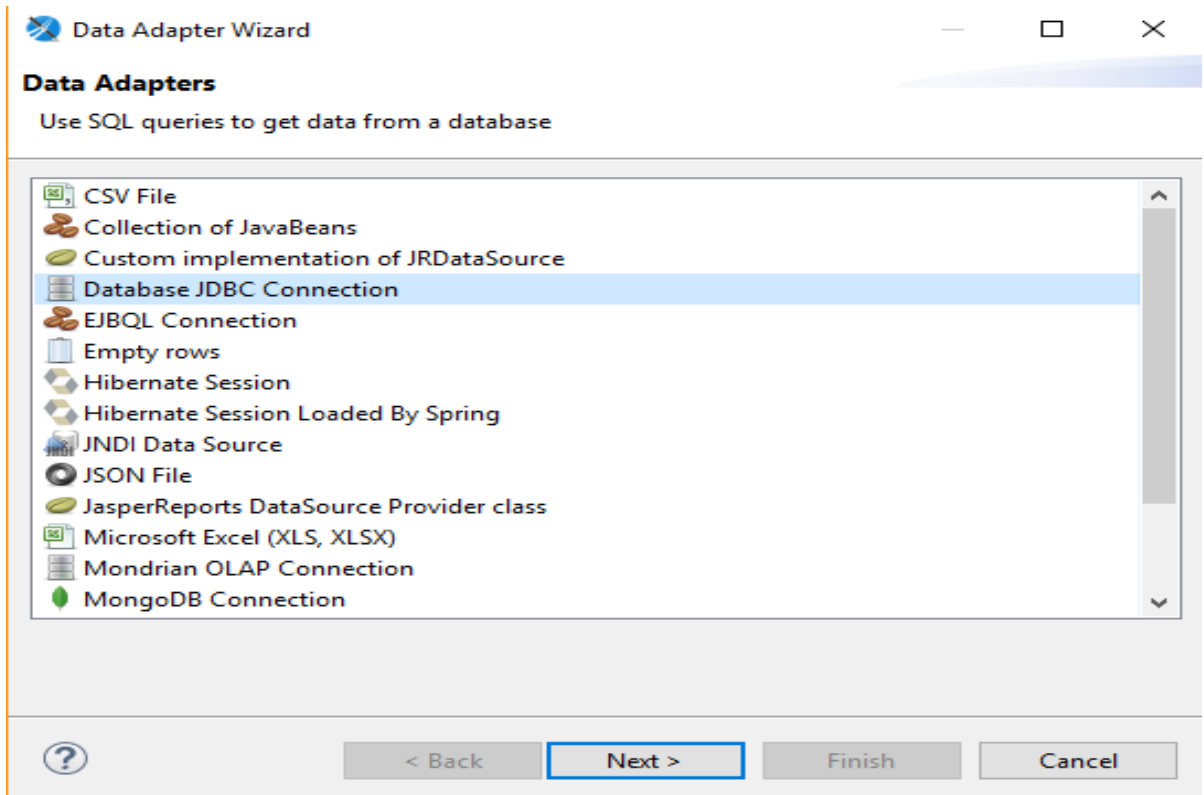 Data Adapter Wizard
Data Adapters
Use SQL queries to get data from a database
CSV File
Collection of JavaBeans
Custom implementation of JRDataSource
Database JDBC Connection
EJBQL Connection
Empty rows
Hibernate Session
Hibernate Session Loaded By Spring
JNDI Data Source
JSON File
JasperReports DataSource Provider class
Microsoft Excel (XLS, XLSX)
Mondrian OLAP Connection
MongoDB Connection
? < Back Next > Finish Cancel